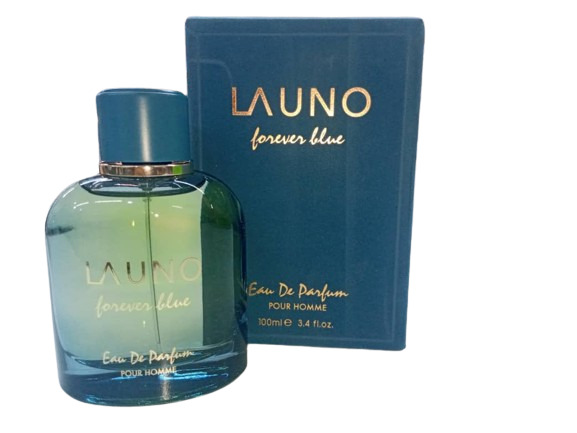 LAUNO
forever blue
Eau De Parfum
POUR HOMME
100ml e 3.4 fl.oz.
LAUNO
forever blue
Eau De Parfum
POUR HOMME